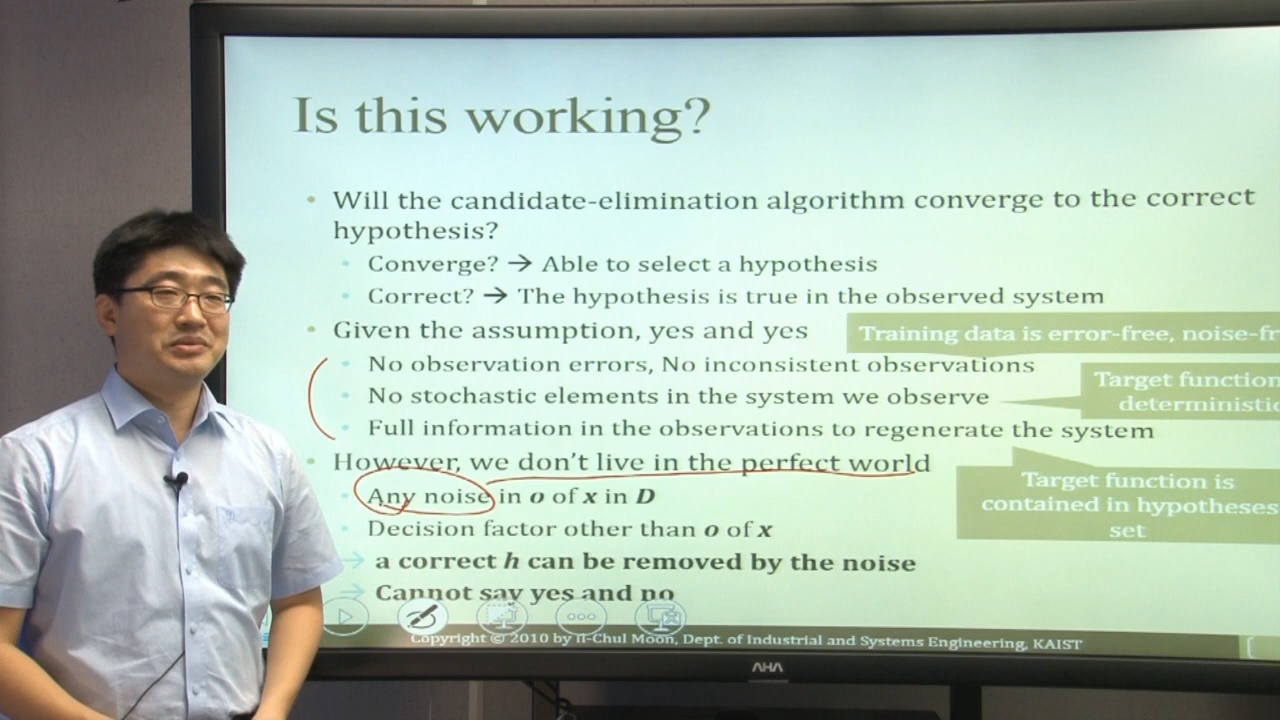 Is this working?
Will the candidate-elimination algorithm converge to the correct
hypothesis?
Converge? → Able to select a hypothesis
Correct? → The hypothesis is true in the observed system
Given the assumption, yes and yes
Training data is error-free, noise-fr
No observation errors, No inconsistent observations
Target function
deterministic
No stochastic elements in the system we observe
Full information in the observations to regenerate the system
However, we don't live in the perfect world
Target function is
contained in hypotheses
set
Any noise in o of x in D
Decision factor other than o of x
→ a correct h can be removed by the noise
→ Cannot say yes and no
Copyright © 2010 by Il-Chul Moon, Dept. of Industrial and Systems Engineering, KAIST
AHA